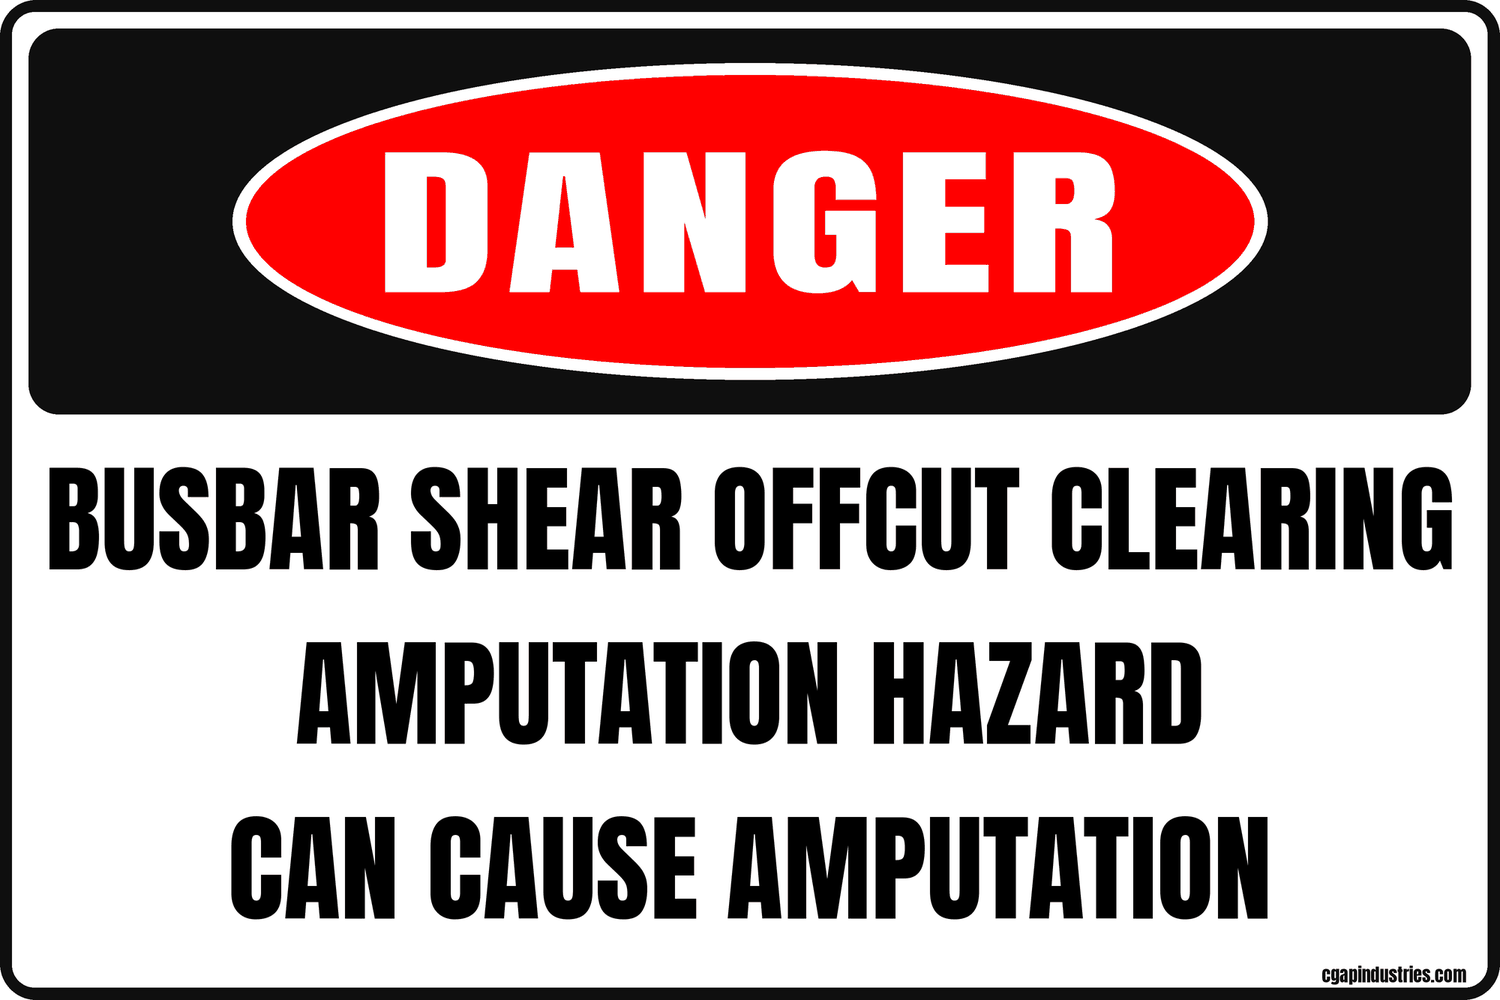 DANGER
BUSBAR SHEAR OFFCUT CLEARING
AMPUTATION HAZARD
CAN CAUSE AMPUTATION
cgapindustries.com